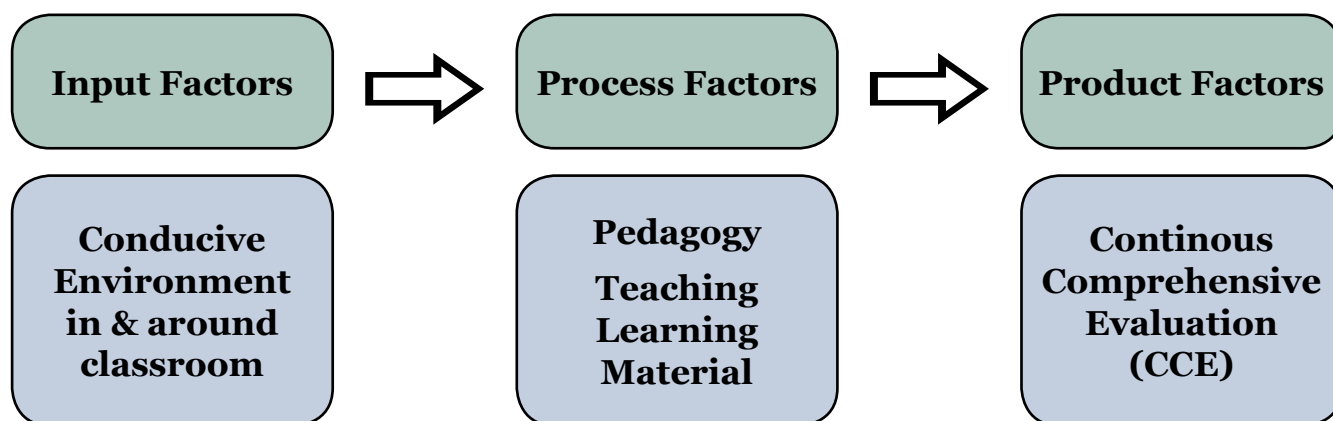 Input Factors
Process Factors
Product Factors
Conducive
Environment
in & around
classroom
Pedagogy
Teaching
Learning
Material
Continous
Comprehensive
Evaluation
(CCE)